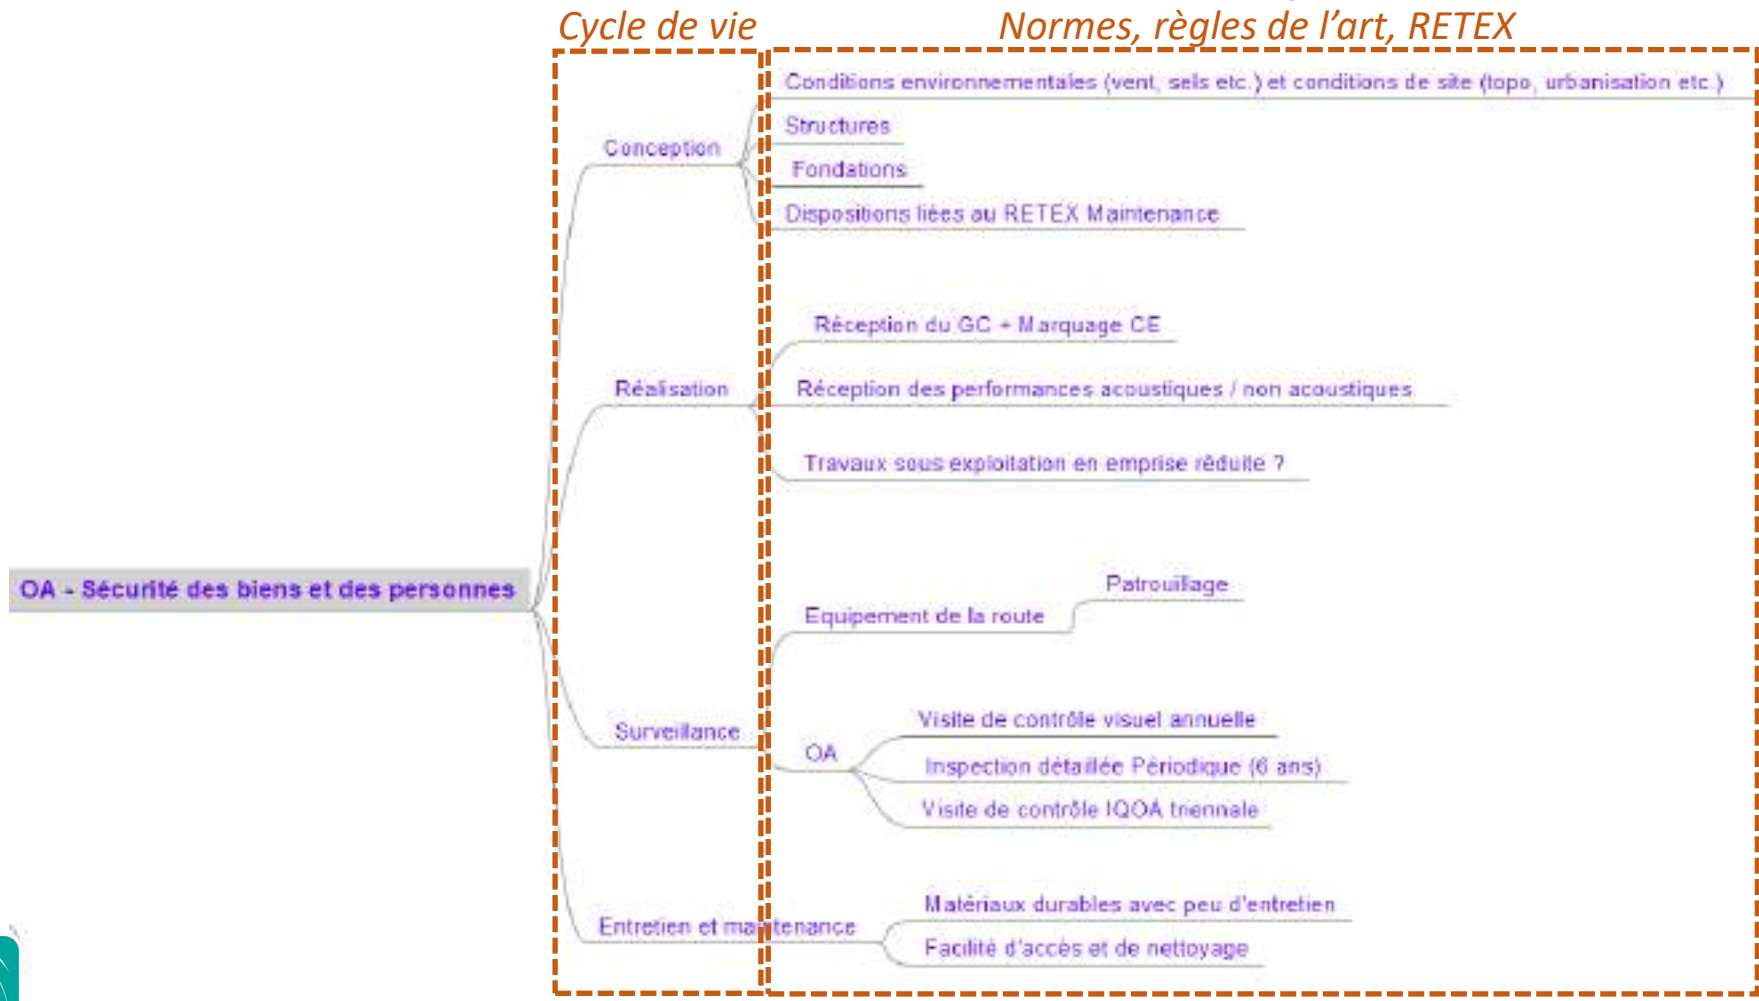 Cycle de vie
Normes, règles de l'art, RETEX
Conditions environnementales (vent, sels etc.) et conditions de site (topo, urbanisation etc.)
Structures
Conception
Fondations
Dispositions liées au RETEX Maintenance
Réception du GC + Marquage CE
Réalisation
Réception des performances acoustiques / non acoustiques
Travaux sous exploitation en emprise réduite ?
OA - Sécurité des biens et des personnes
Patrouillage
Equipement de la route
Surveillance
Visite de contrôle visuel annuelle
OA
Inspection détaillée Périodique (6 ans)
Visite de contrôle IQOA triennale
Entretien et maintenance
Matériaux durables avec peu d'entretien
Facilité d'accès et de nettoyage